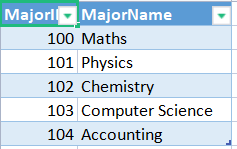 MajorI MajorName
100 Maths
101 Physics
102 Chemistry
103 Computer Science
104 Accounting